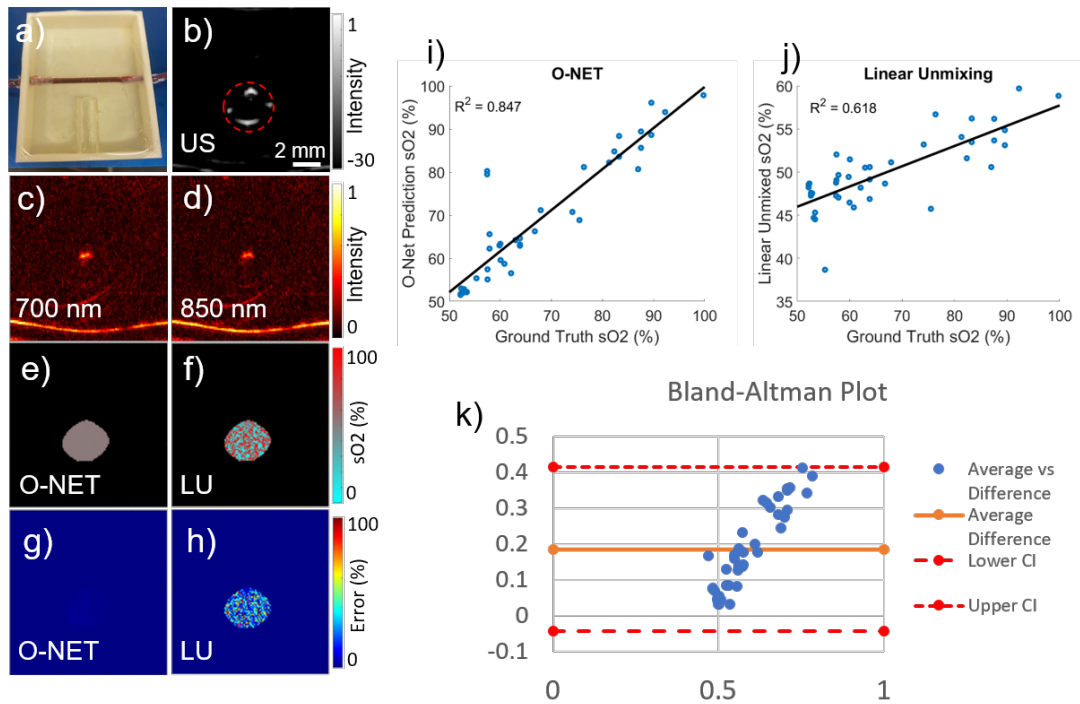 a)
b)
US
2 mm
1
Intensity
-30
c)
700 nm
d)
850 nm
1
Intensity
0
e)
O-NET
f)
LU
100
sO2 (%)
0
g)
O-NET
h)
LU
100
Error (%)
0
i)
O-NET
R² = 0.847
O-Net Prediction sO2 (%)
100
90
80
70
60
50
50 60 70 80 90 100
Ground Truth sO2 (%)
j)
Linear Unmixing
R² = 0.618
Linear Unmixed sO2 (%)
60
55
50
45
40
35
50 60 70 80 90 100
Ground Truth sO2 (%)
k)
Bland-Altman Plot
0.5
0.4
0.3
0.2
0.1
0
-0.1
0 0.5 1
Average vs
Difference
Average
Difference
Lower CI
Upper CI